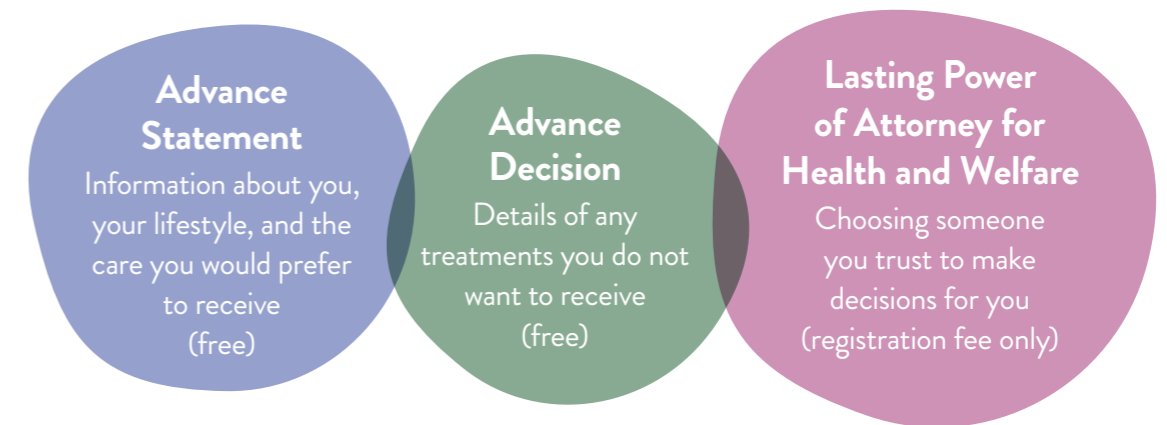 Advance
Statement
Information about you,
your lifestyle, and the
care you would prefer
to receive
(free)
Advance
Decision
Details of any
treatments you do not
want to receive
(free)
Lasting Power
of Attorney for
Health and Welfare
Choosing someone
you trust to make
decisions for you
(registration fee only)